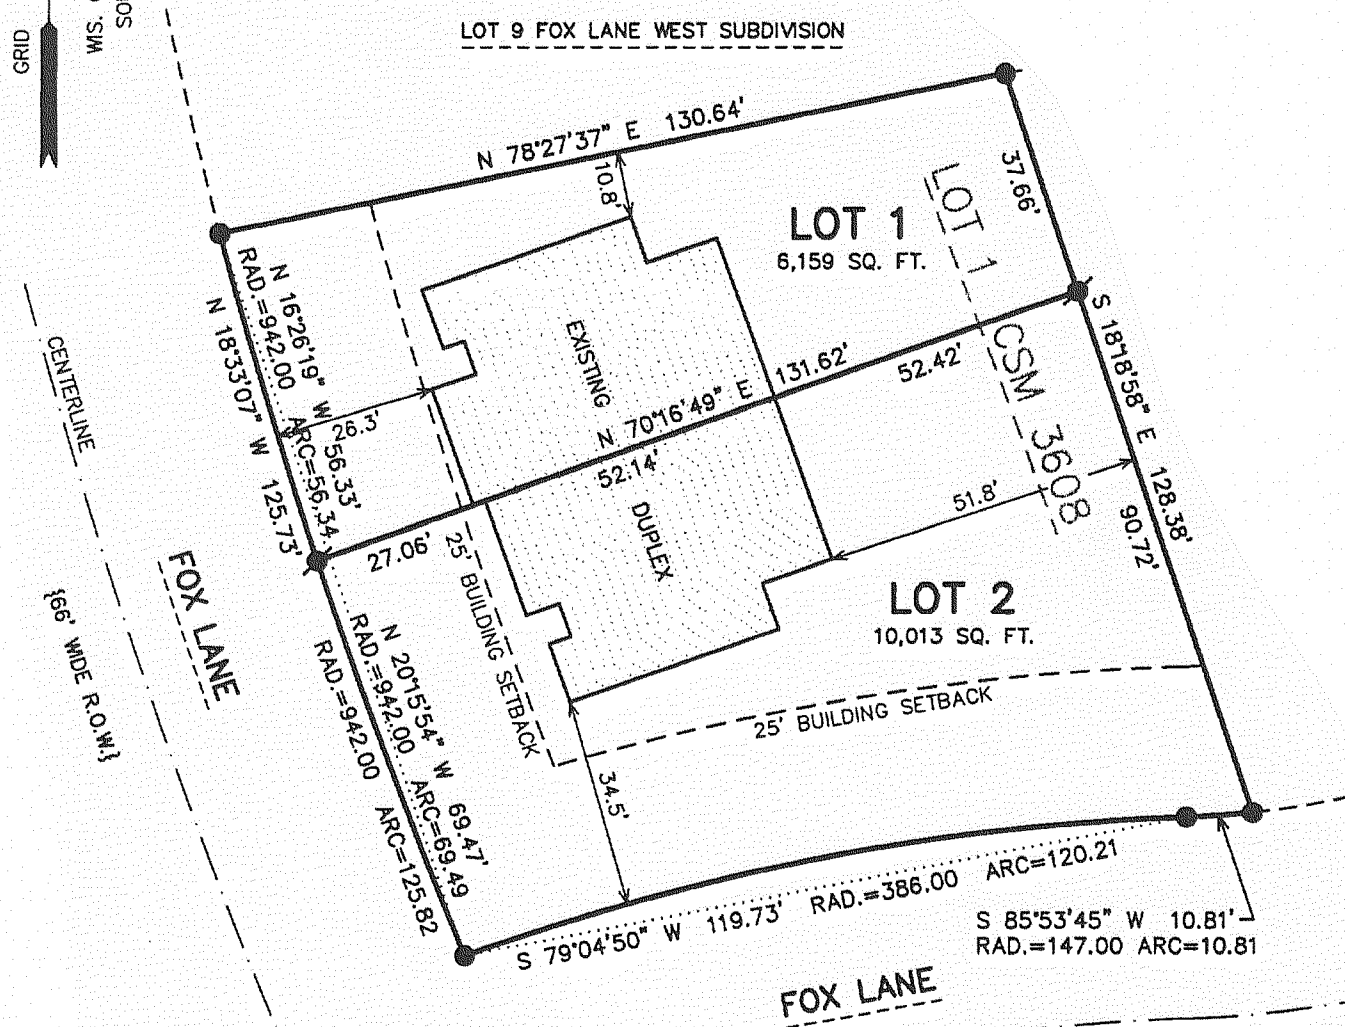 GRID
WIS.
LOT 9 FOX LANE WEST SUBDIVISION
N 78°27'37" E 130.64'
10.8'
37.66'
LOT 1
6,159 SQ. FT.
LOT 1 CSM 3608
N 16°26'19" W 56.33'
RAD.=942.00 ARC=56,34
N 18°33'07" W 125.73'
CENTERLINE
26.3'
EXISTING
DUPLEX
N 70°16'49" E 131.62'
52.42'
52.14'
27.06'
S 18°18'58" E 128.38'
90.72'
51.8'
FOX LANE
{66' WIDE R.O.W.}
25' BUILDING SETBACK
LOT 2
10,013 SQ. FT.
N 20°15'54" W 69.47'
RAD.=942.00 ARC=69.49
RAD.=942.00 ARC=125.82
25' BUILDING SETBACK
34.5'
S 79°04'50" W 119.73' RAD.=386.00 ARC=120.21
S 85°53'45" W 10.81'
RAD.=147.00 ARC=10.81
FOX LANE